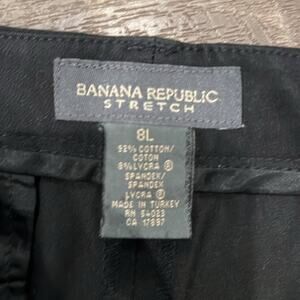 BANANA REPUBLIC
STRETCH
8L
92% COTTON/
COTON
8% LYCRA ®
SPANDEX/
SPANDEX
LYCRA ®
MADE IN TURKEY
RN 54023
CA 17897